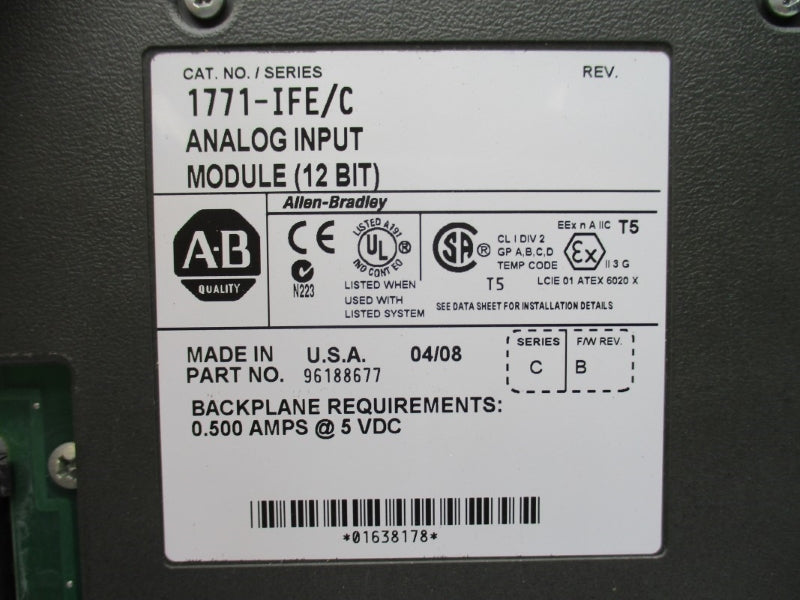 CAT. NO. / SERIES REV.
1771-IFE/C
ANALOG INPUT
MODULE (12 BIT)
Allen-Bradley
A-B
QUALITY
CE
N223
LISTED A197
UL ®
IND CONT EQ
LISTED WHEN
USED WITH
LISTED SYSTEM
SA ®
CL I DIV 2
GP A,B,C,D
TEMP CODE
T5
EEx n A IIC T5
Ex
II 3 G
LCIE 01 ATEX 6020 X
SEE DATA SHEET FOR INSTALLATION DETAILS
MADE IN U.S.A. 04/08
PART NO. 96188677
SERIES F/W REV.
C B
BACKPLANE REQUIREMENTS:
0.500 AMPS @ 5 VDC
*01638178*